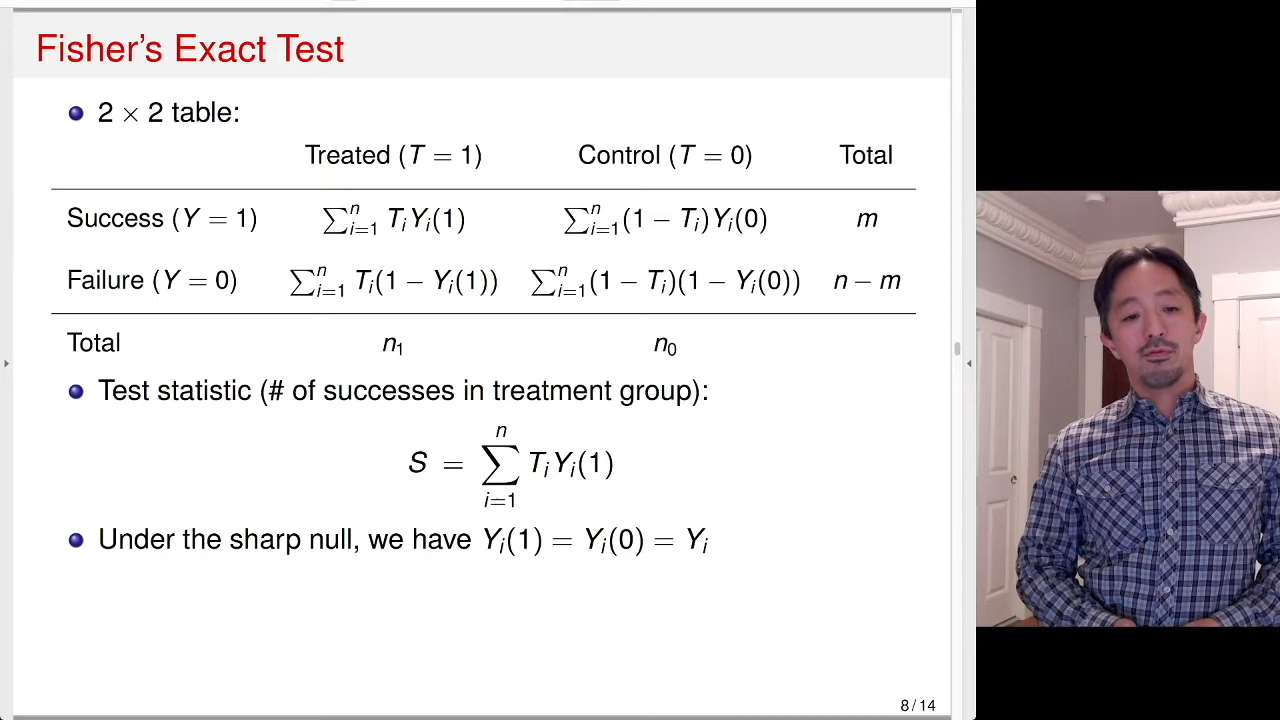 Fisher's Exact Test
2 × 2 table:
Treated (T = 1) Control (T = 0) Total
Success (Y = 1) ∑ⁿᵢ₌₁ TᵢYᵢ(1) ∑ⁿᵢ₌₁(1 − Tᵢ)Yᵢ(0) m
Failure (Y = 0) ∑ⁿᵢ₌₁ Tᵢ(1 − Yᵢ(1)) ∑ⁿᵢ₌₁(1 − Tᵢ)(1 − Yᵢ(0)) n − m
Total n₁ n₀
Test statistic (# of successes in treatment group):
S = ∑ⁿᵢ₌₁ TᵢYᵢ(1)
Under the sharp null, we have Yᵢ(1) = Yᵢ(0) = Yᵢ
8 / 14